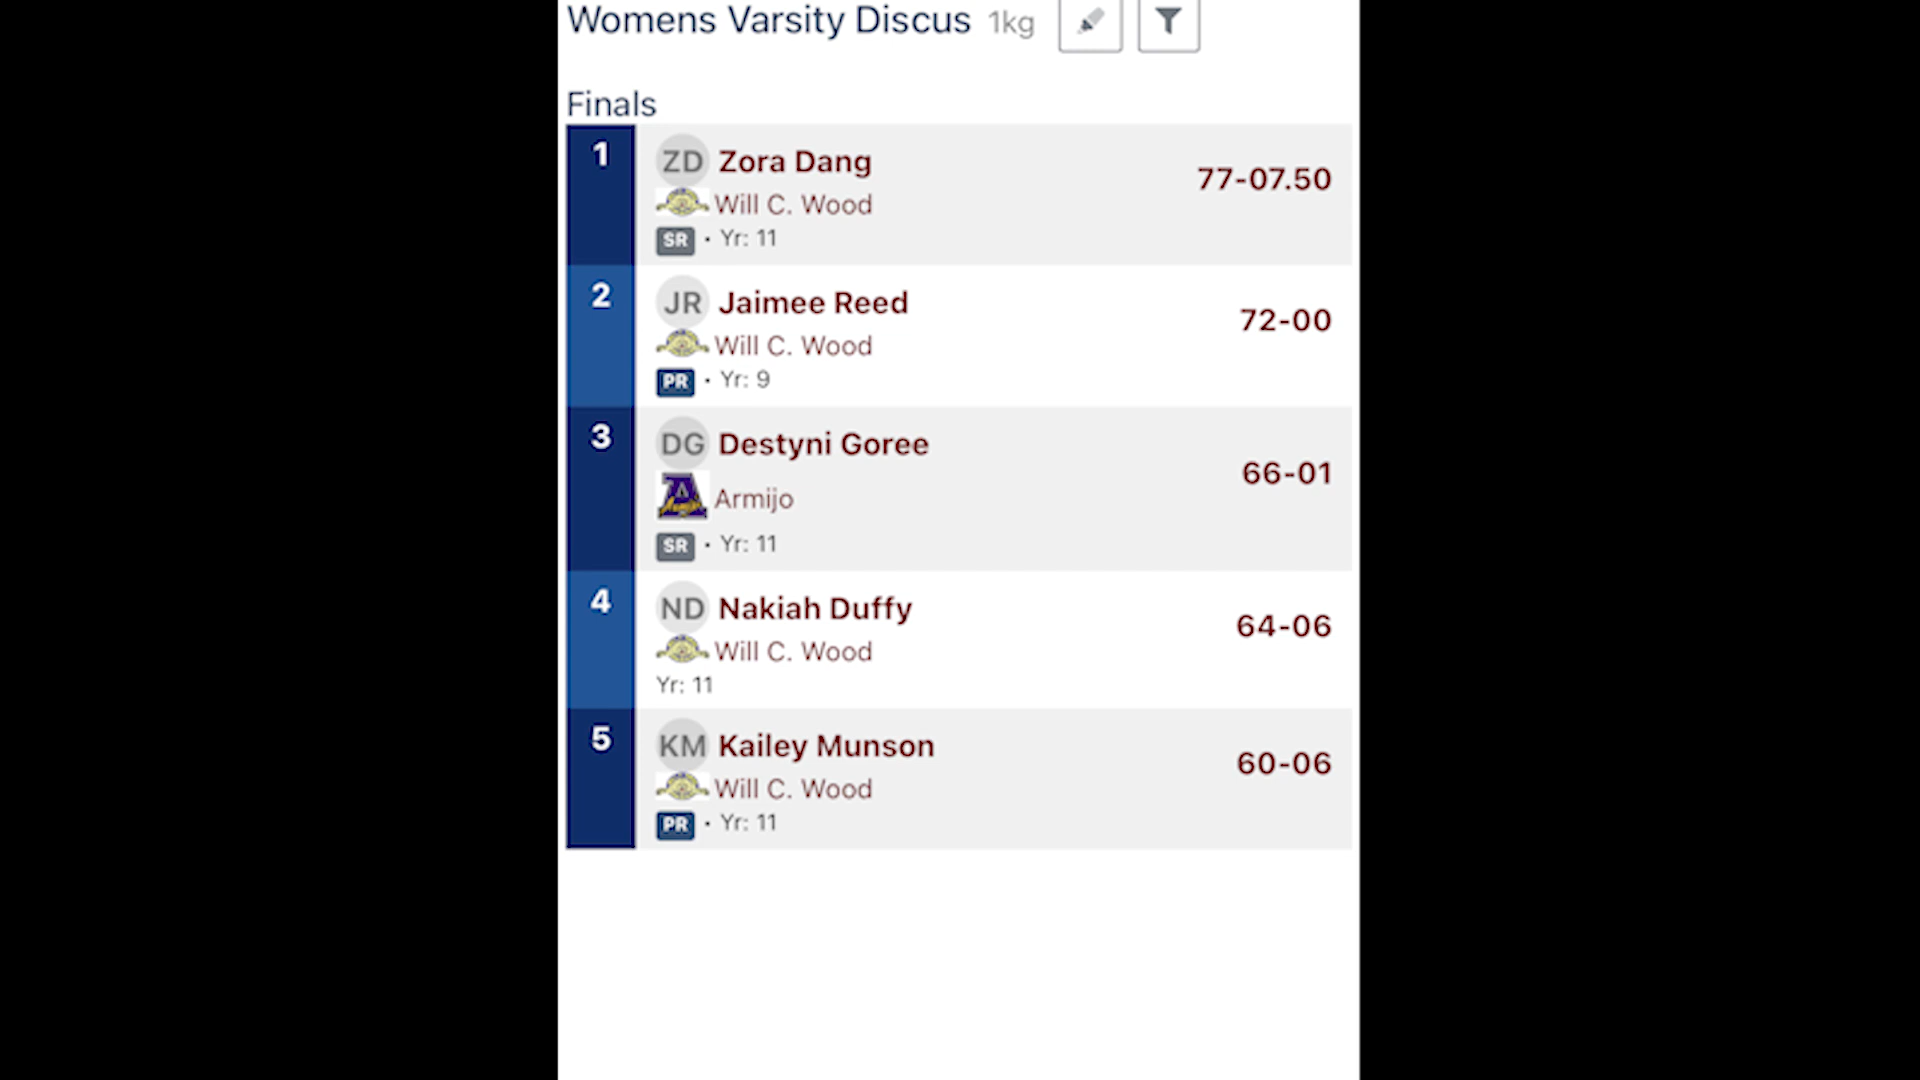 Womens Varsity Discus 1kg
Finals
1
ZD Zora Dang
77-07.50
Will C. Wood
SR · Yr: 11
2
JR Jaimee Reed
72-00
Will C. Wood
PR · Yr: 9
3
DG Destyni Goree
66-01
Armijo
SR · Yr: 11
4
ND Nakiah Duffy
64-06
Will C. Wood
Yr: 11
5
KM Kailey Munson
60-06
Will C. Wood
PR · Yr: 11